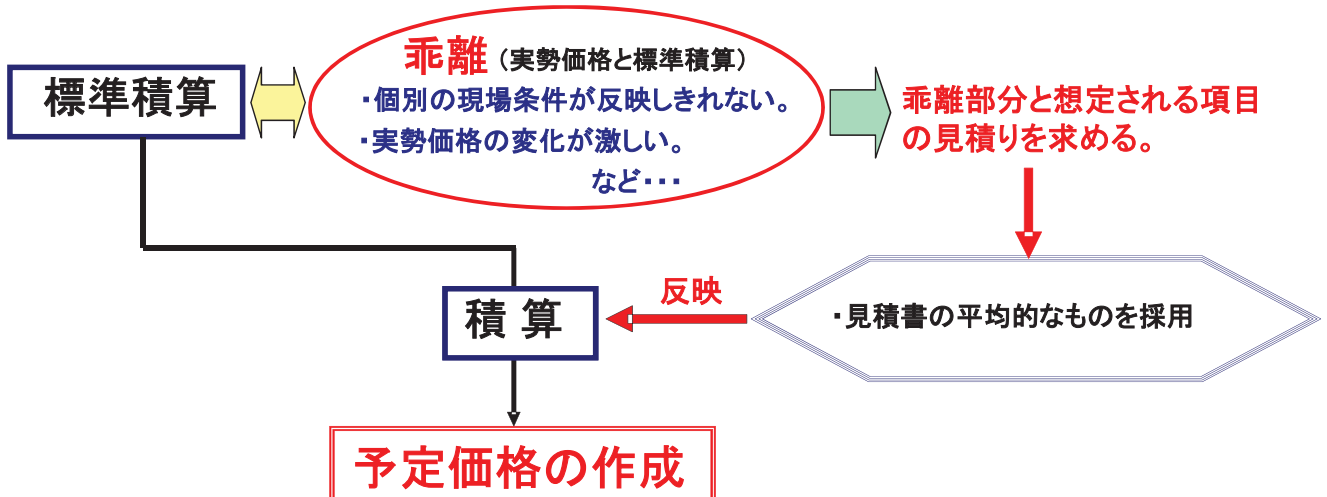 標準積算
乖離（実勢価格と標準積算）
・個別の現場条件が反映しきれない。
・実勢価格の変化が激しい。
など・・・
乖離部分と想定される項目
の見積りを求める。
・見積書の平均的なものを採用
反映
積 算
予定価格の作成